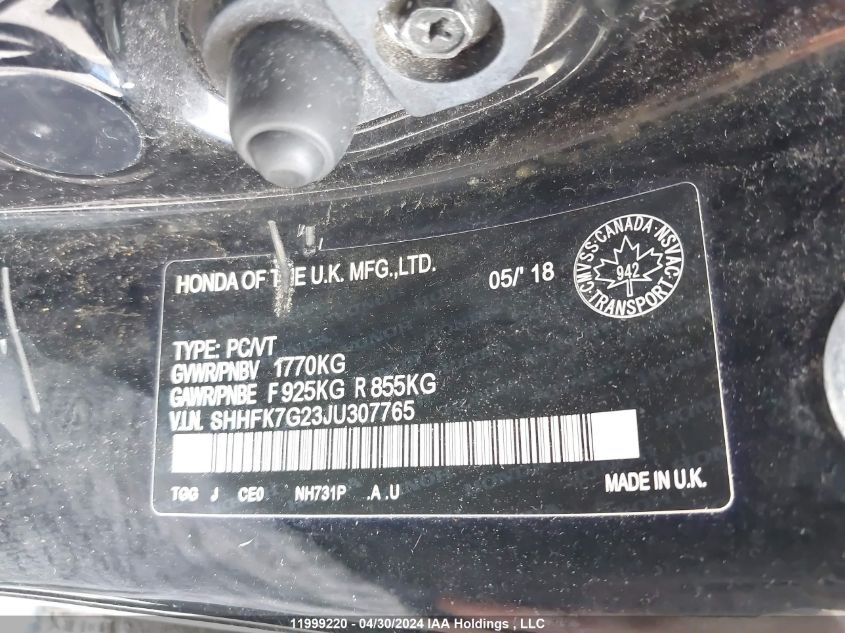 HONDA OF THE U.K. MFG.,LTD. 05/' 18
CMVSS · CANADA · NSVAC · TRANSPORT ·
942
TYPE: PC/VT
GVWR/PNBV 1770KG
GAWR/PNBE F 925KG R 855KG
V.I.N. SHHFK7G23JU307765
TGG J CE0 NH731P .A .U MADE IN U.K.
11999220 - 04/30/2024 IAA Holdings , LLC